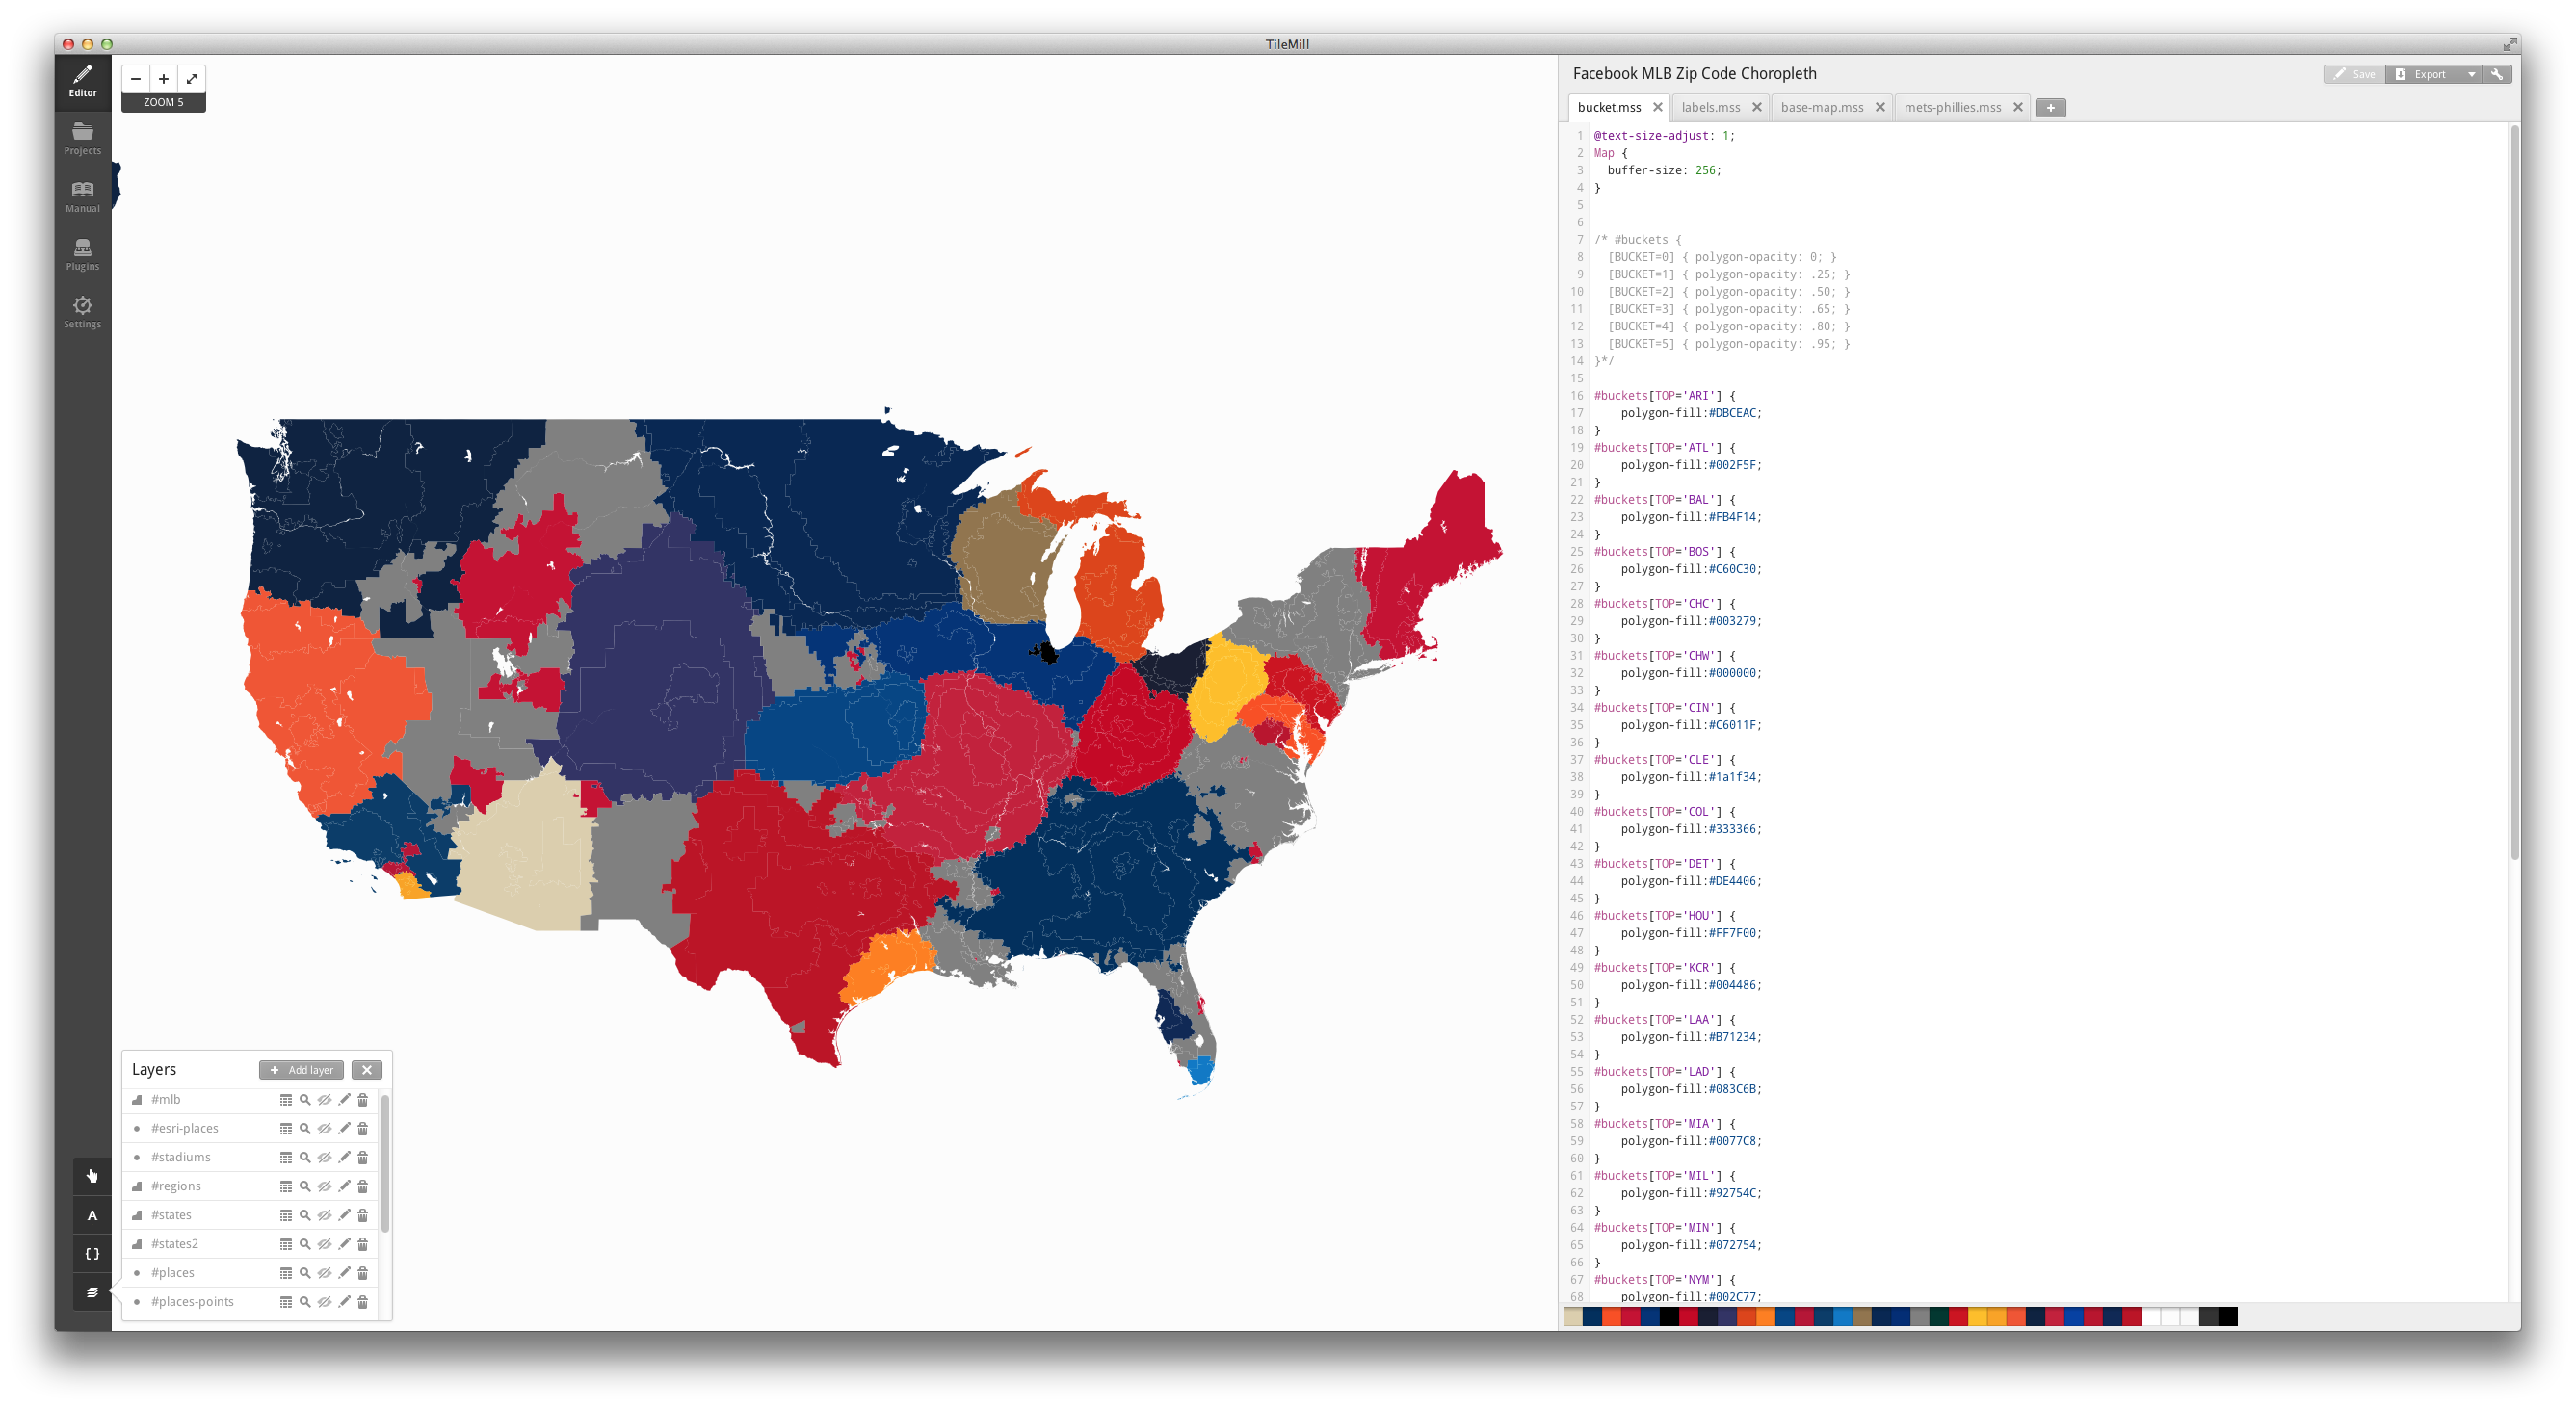 TileMill
Editor
Projects
Manual
Plugins
Settings
ZOOM 5
Layers
Add layer
#mlb
#esri-places
#stadiums
#regions
#states
#states2
#places
#places-points
A
{}
Facebook MLB Zip Code Choropleth
Save
Export
bucket.mss
labels.mss
base-map.mss
mets-phillies.mss
1 @text-size-adjust: 1;
2 Map {
3 buffer-size: 256;
4 }
5
6
7 /* #buckets {
8 [BUCKET=0] { polygon-opacity: 0; }
9 [BUCKET=1] { polygon-opacity: .25; }
10 [BUCKET=2] { polygon-opacity: .50; }
11 [BUCKET=3] { polygon-opacity: .65; }
12 [BUCKET=4] { polygon-opacity: .80; }
13 [BUCKET=5] { polygon-opacity: .95; }
14 }*/
15
16 #buckets[TOP='ARI'] {
17 polygon-fill:#DBCEAC;
18 }
19 #buckets[TOP='ATL'] {
20 polygon-fill:#002F5F;
21 }
22 #buckets[TOP='BAL'] {
23 polygon-fill:#FB4F14;
24 }
25 #buckets[TOP='BOS'] {
26 polygon-fill:#C60C30;
27 }
28 #buckets[TOP='CHC'] {
29 polygon-fill:#003279;
30 }
31 #buckets[TOP='CHW'] {
32 polygon-fill:#000000;
33 }
34 #buckets[TOP='CIN'] {
35 polygon-fill:#C6011F;
36 }
37 #buckets[TOP='CLE'] {
38 polygon-fill:#1a1f34;
39 }
40 #buckets[TOP='COL'] {
41 polygon-fill:#333366;
42 }
43 #buckets[TOP='DET'] {
44 polygon-fill:#DE4406;
45 }
46 #buckets[TOP='HOU'] {
47 polygon-fill:#FF7F00;
48 }
49 #buckets[TOP='KCR'] {
50 polygon-fill:#004486;
51 }
52 #buckets[TOP='LAA'] {
53 polygon-fill:#B71234;
54 }
55 #buckets[TOP='LAD'] {
56 polygon-fill:#083C6B;
57 }
58 #buckets[TOP='MIA'] {
59 polygon-fill:#0077C8;
60 }
61 #buckets[TOP='MIL'] {
62 polygon-fill:#92754C;
63 }
64 #buckets[TOP='MIN'] {
65 polygon-fill:#072754;
66 }
67 #buckets[TOP='NYM'] {
68 polygon-fill:#002C77;